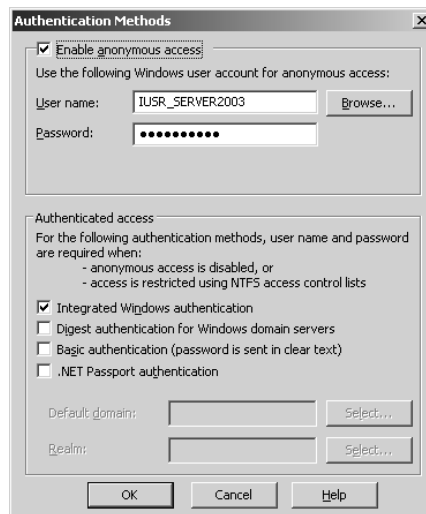 Authentication Methods
Enable anonymous access
Use the following Windows user account for anonymous access:
User name: IUSR_SERVER2003 Browse...
Password: ●●●●●●●●●●
Authenticated access
For the following authentication methods, user name and password
are required when:
- anonymous access is disabled, or
- access is restricted using NTFS access control lists
Integrated Windows authentication
Digest authentication for Windows domain servers
Basic authentication (password is sent in clear text)
.NET Passport authentication
Default domain: Select...
Realm: Select...
OK Cancel Help